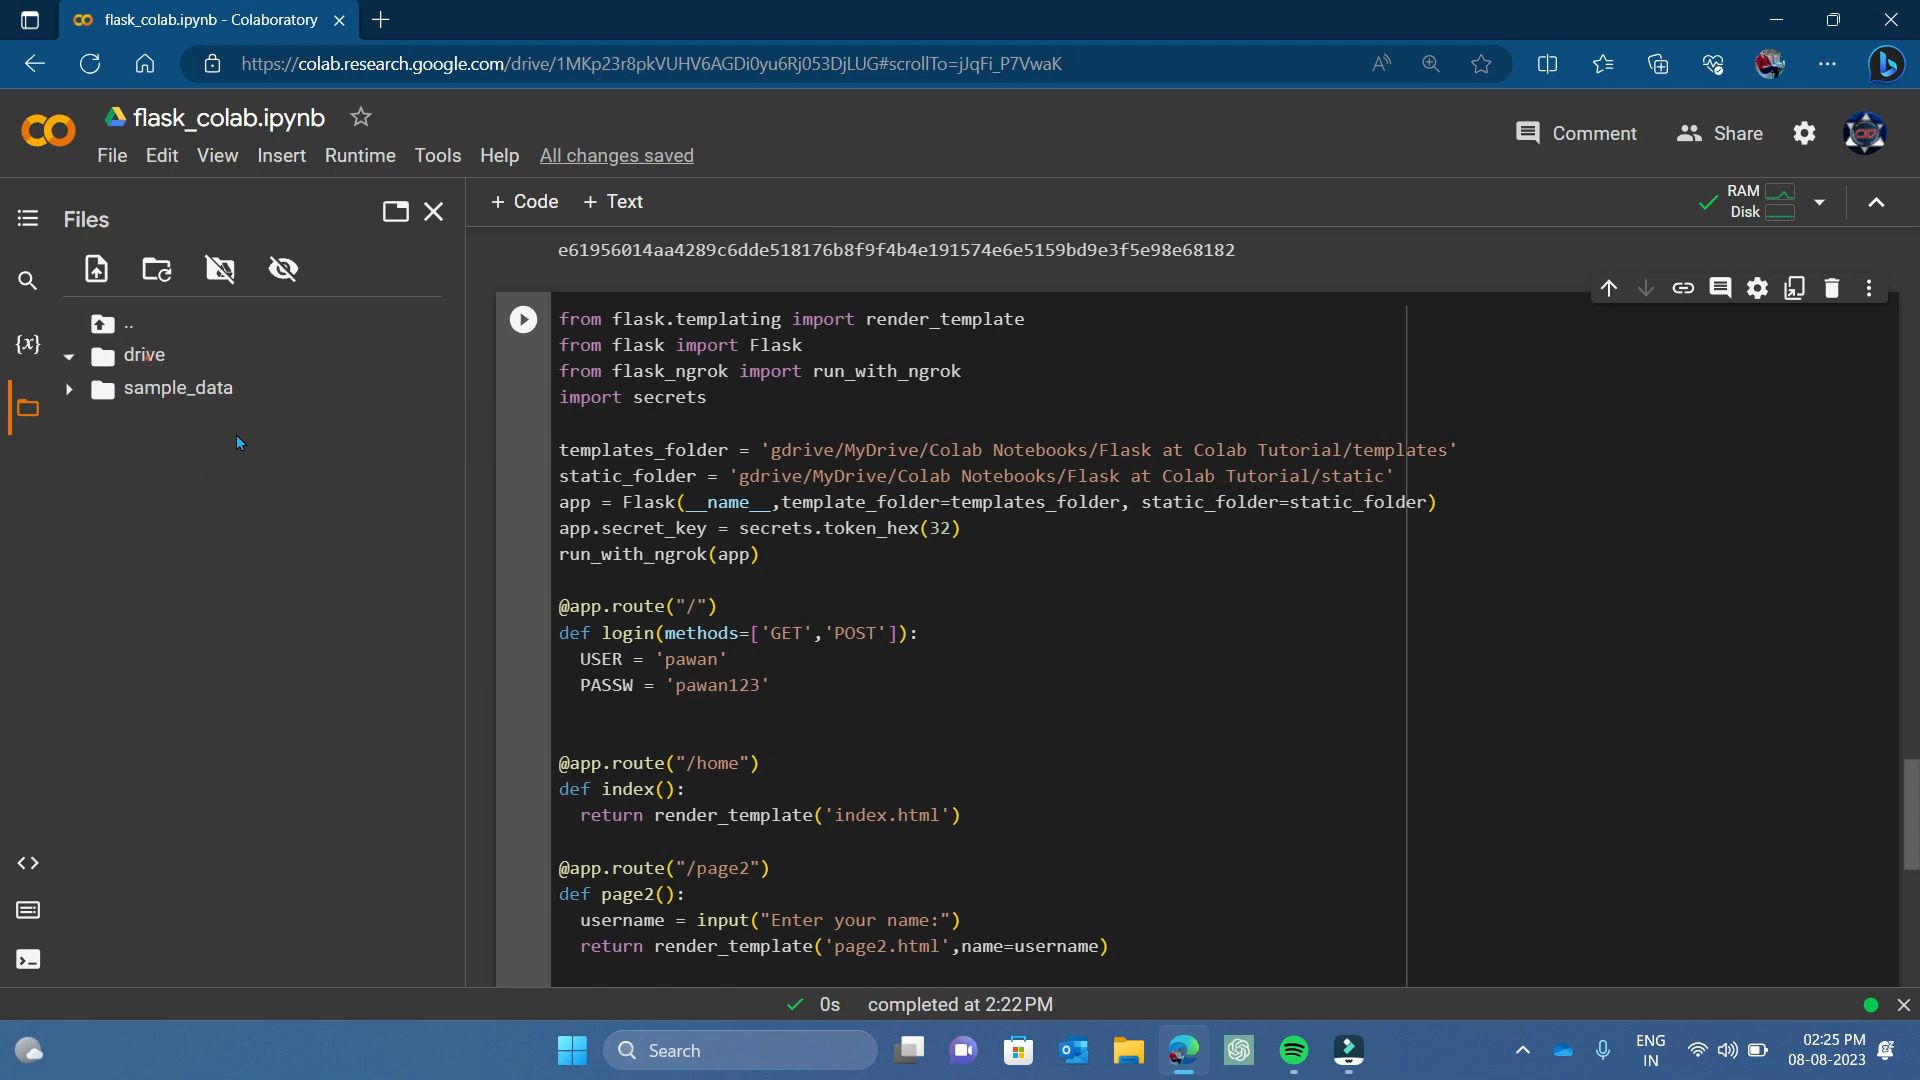 flask_colab.ipynb - Colaboratory
https://colab.research.google.com/drive/1MKp23r8pkVUHV6AGDi0yu6Rj053DjLUG#scrollTo=jJqFi_P7VwaK
flask_colab.ipynb
File Edit View Insert Runtime Tools Help All changes saved
Comment Share
Files
+ Code + Text
RAM
Disk
e61956014aa4289c6dde518176b8f9f4b4e191574e6e5159bd9e3f5e98e68182
..
drive
sample_data
{x}
from flask.templating import render_template
from flask import Flask
from flask_ngrok import run_with_ngrok
import secrets
templates_folder = 'gdrive/MyDrive/Colab Notebooks/Flask at Colab Tutorial/templates'
static_folder = 'gdrive/MyDrive/Colab Notebooks/Flask at Colab Tutorial/static'
app = Flask(__name__,template_folder=templates_folder, static_folder=static_folder)
app.secret_key = secrets.token_hex(32)
run_with_ngrok(app)
@app.route("/")
def login(methods=['GET','POST']):
USER = 'pawan'
PASSW = 'pawan123'
@app.route("/home")
def index():
return render_template('index.html')
@app.route("/page2")
def page2():
username = input("Enter your name:")
return render_template('page2.html',name=username)
0s completed at 2:22 PM
Search
ENG
IN
02:25 PM
08-08-2023